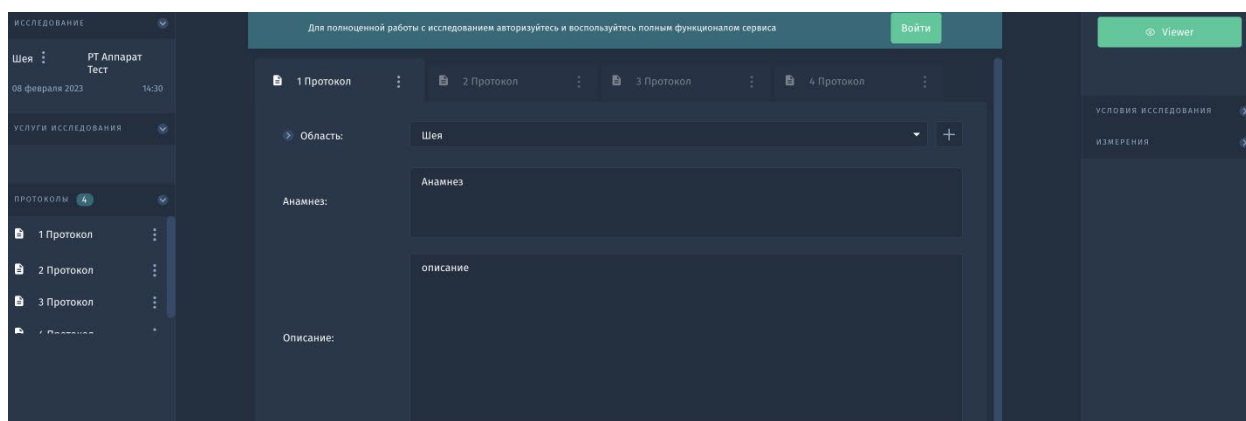 ИССЛЕДОВАНИЕ
Шея
РТ Аппарат
Тест
08 февраля 2023
14:30
УСЛУГИ ИССЛЕДОВАНИЯ
ПРОТОКОЛЫ 4
1 Протокол
2 Протокол
3 Протокол
4 Протокол
Для полноценной работы с исследованием авторизуйтесь и воспользуйтесь полным функционалом сервиса
Войти
1 Протокол
2 Протокол
3 Протокол
4 Протокол
Область:
Шея
Анамнез:
Анамнез
Описание:
описание
Viewer
УСЛОВИЯ ИССЛЕДОВАНИЯ
ИЗМЕРЕНИЯ